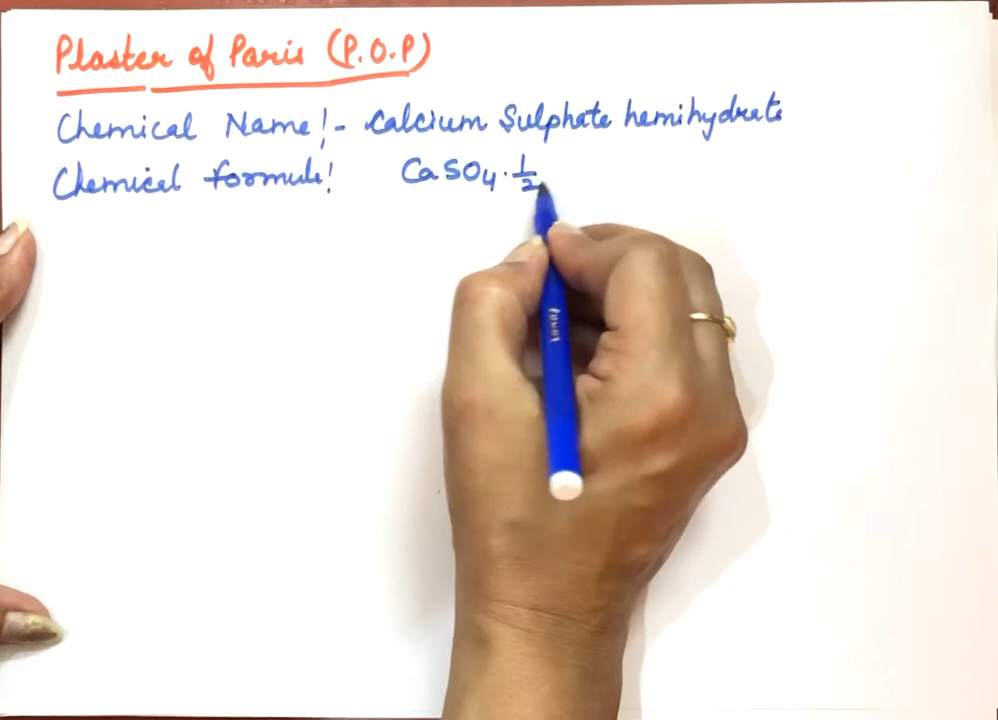 Plaster of Paris (P.O.P)
Chemical Name:- Calcium Sulphate hemihydrate
Chemical formula: CaSO₄·½